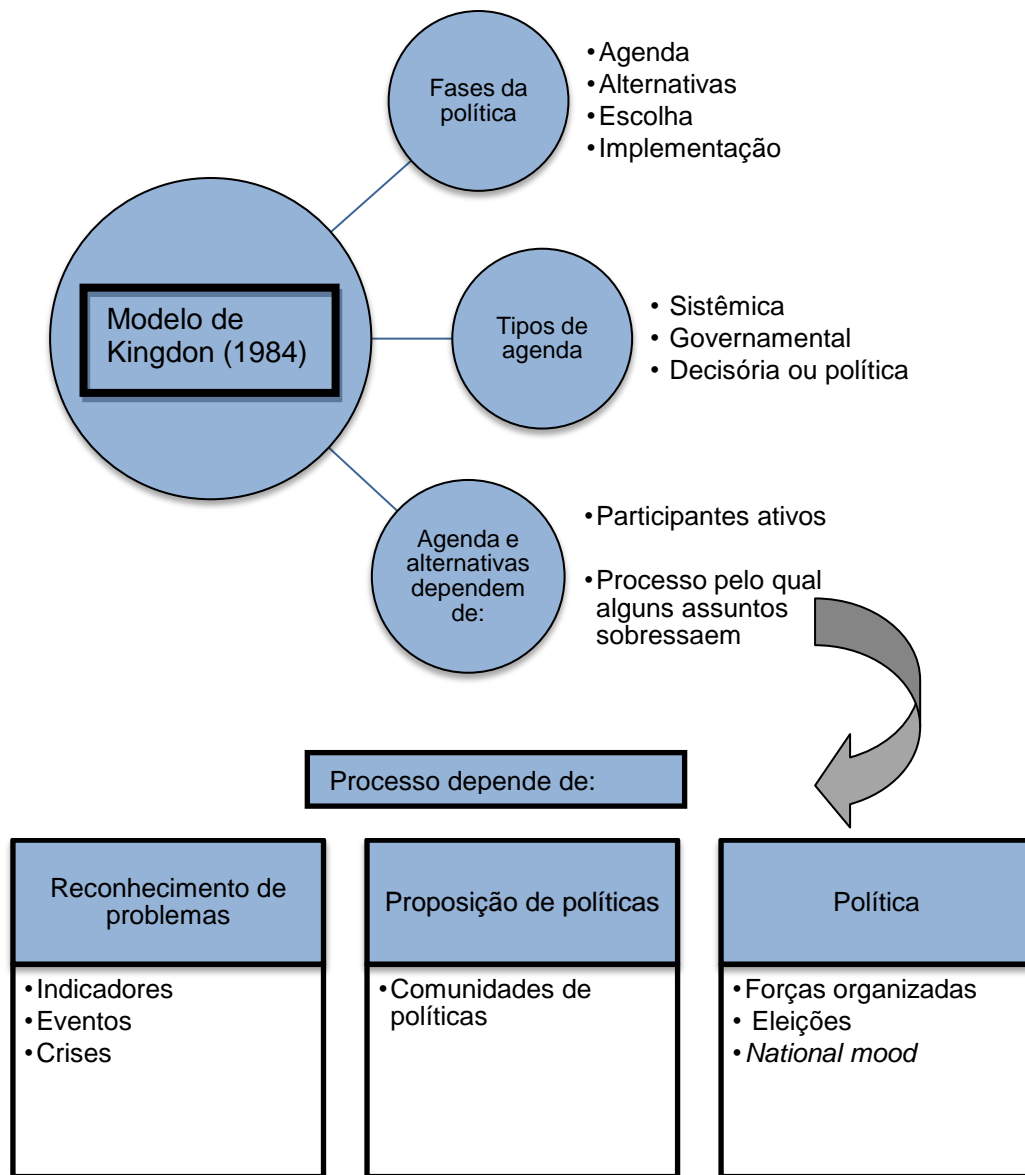 Fases da
política
•Agenda
•Alternativas
•Escolha
•Implementação
Modelo de
Kingdon (1984)
Tipos de
agenda
• Sistêmica
• Governamental
• Decisória ou política
Agenda e
alternativas
dependem
de:
•Participantes ativos
•Processo pelo qual
alguns assuntos
sobressaem
Processo depende de:
Reconhecimento de
problemas
•Indicadores
•Eventos
•Crises
Proposição de políticas
•Comunidades de
políticas
Política
•Forças organizadas
• Eleições
•National mood